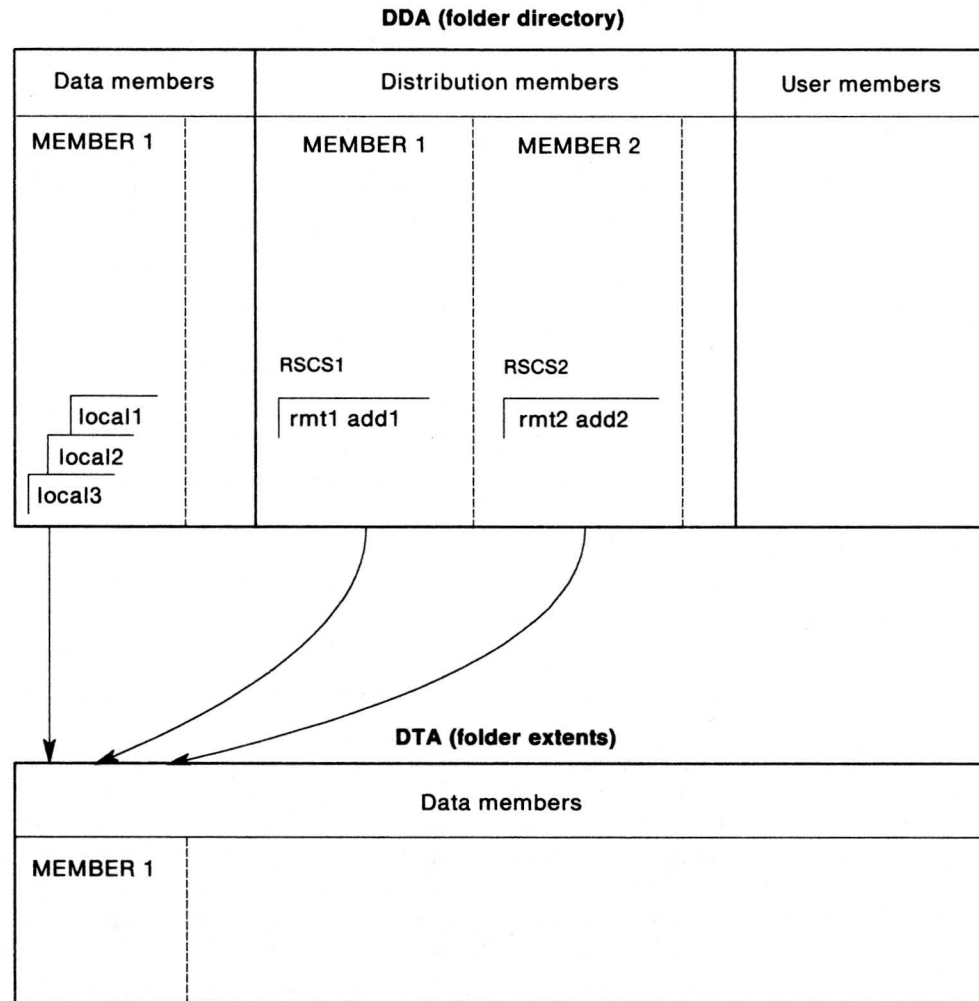 DDA (folder directory)
Data members
Distribution members
User members
MEMBER 1
MEMBER 1
MEMBER 2
RSCS1
RSCS2
local1
rmt1 add1
rmt2 add2
local2
local3
DTA (folder extents)
Data members
MEMBER 1